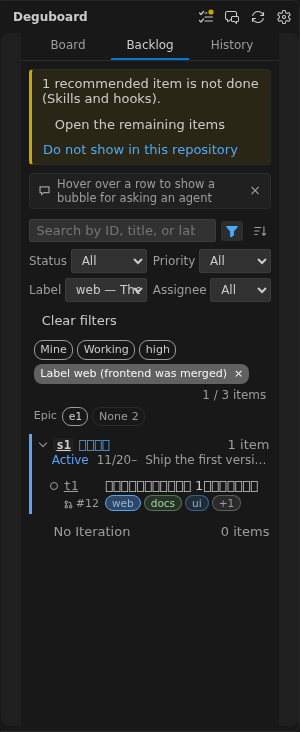 Deguboard
Board Backlog History
1 recommended item is not done
(Skills and hooks).
Open the remaining items
Do not show in this repository
Hover over a row to show a
bubble for asking an agent
Search by ID, title, or lat
Status All Priority All
Label web — The Assignee All
Clear filters
Mine Working high
Label web (frontend was merged) ×
1 / 3 items
Epic e1 None 2
s1 1 item
Active 11/20– Ship the first versi…
t1
#12 web docs ui +1
No Iteration 0 items